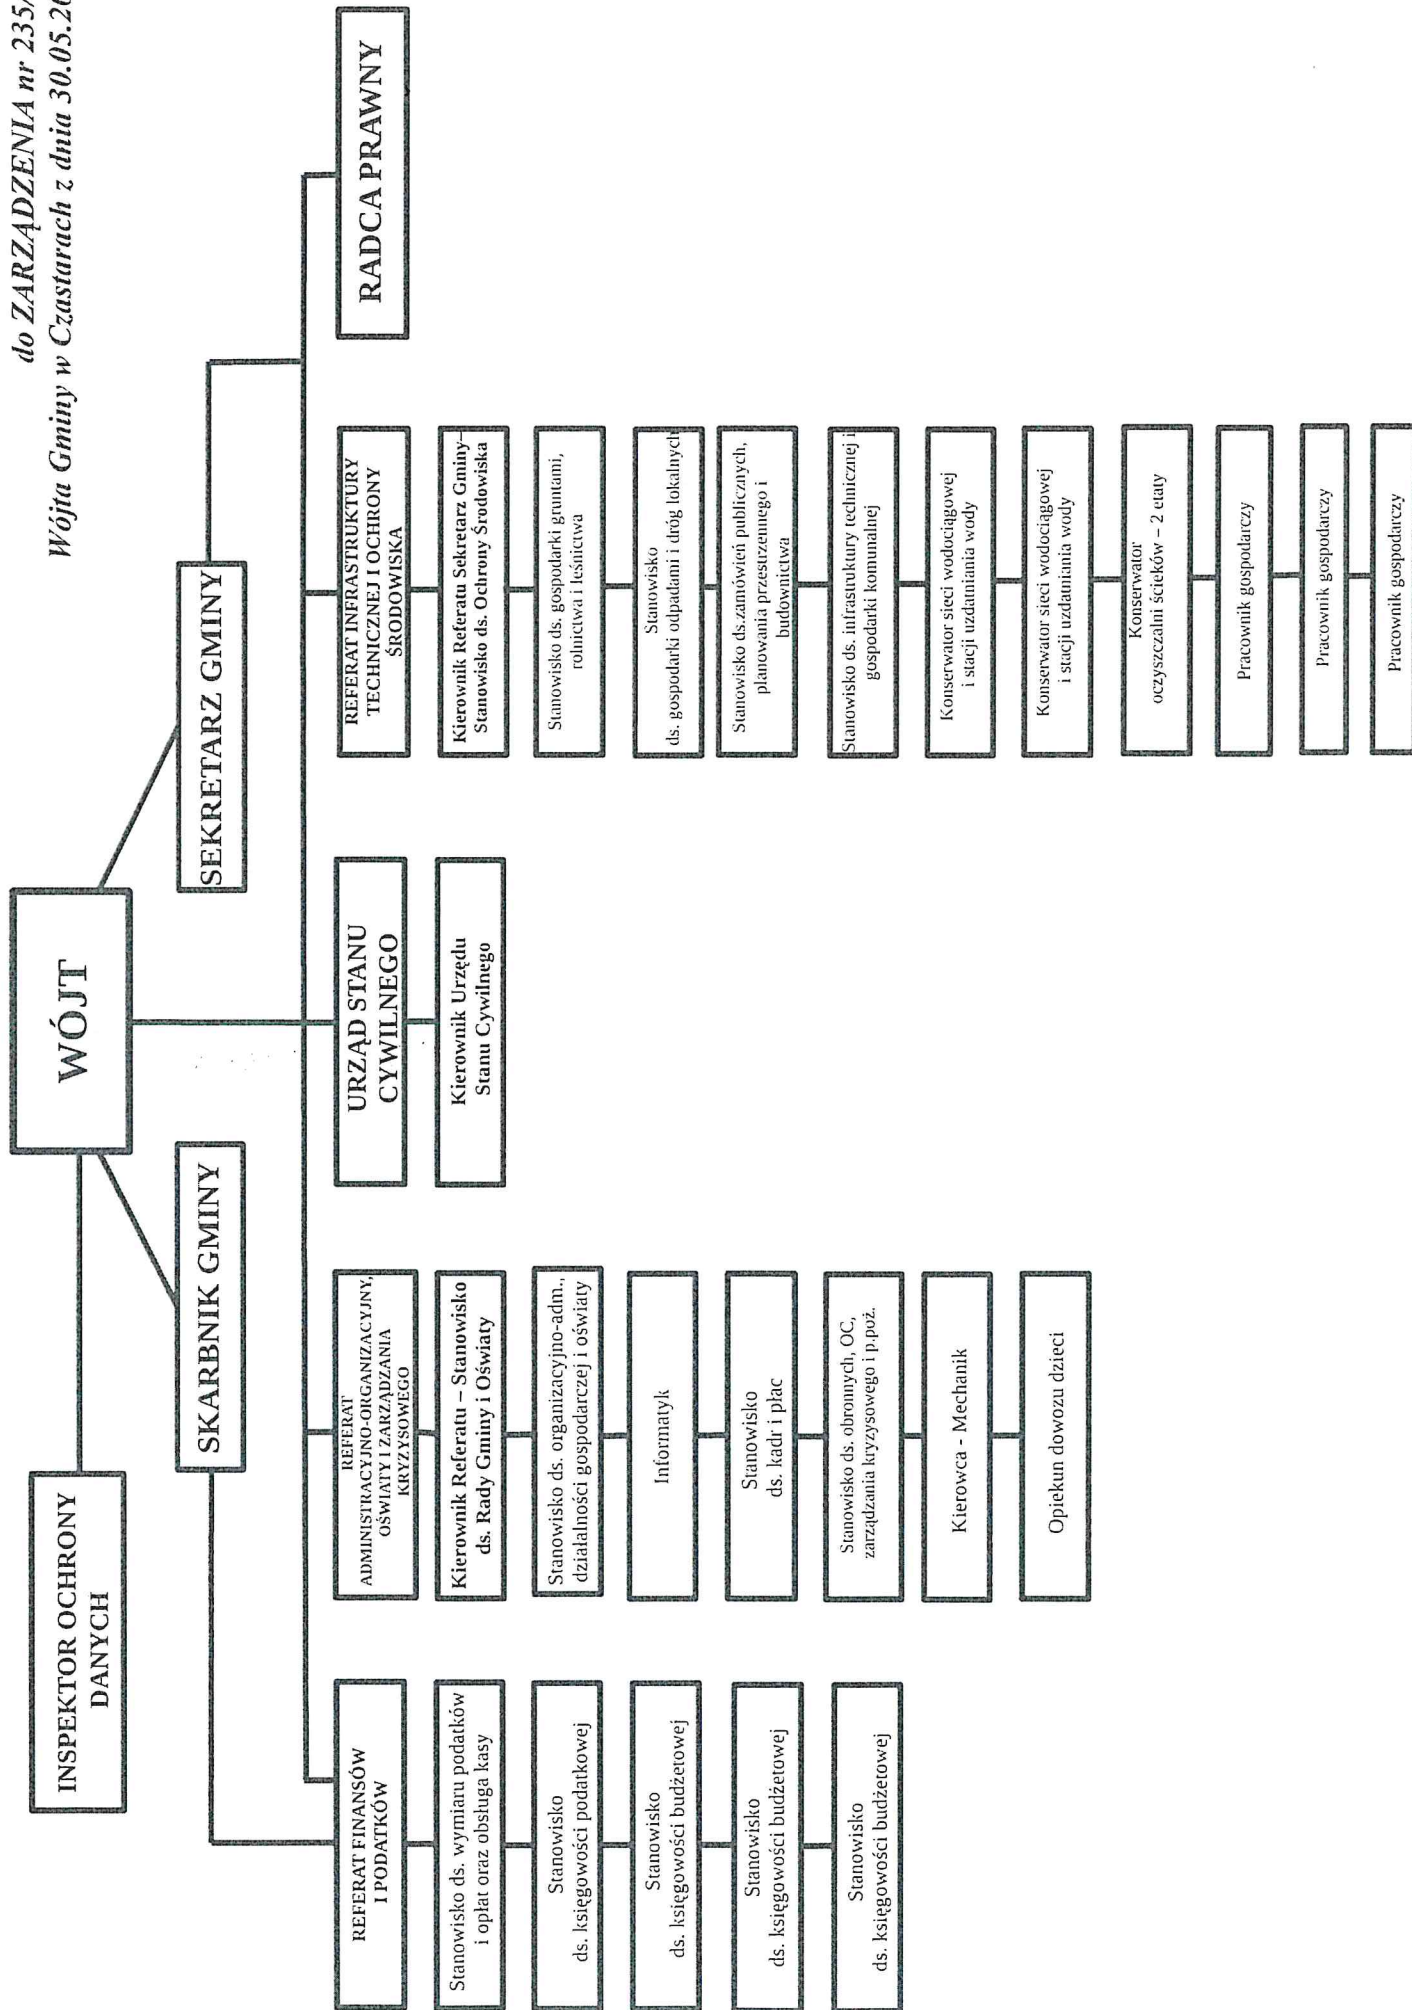 do ZARZĄDZENIA nr 235/
Wójta Gminy w Czastarach z dnia 30.05.20
WÓJT
INSPEKTOR OCHRONY
DANYCH
SKARBNIK GMINY
SEKRETARZ GMINY
REFERAT FINANSÓW
I PODATKÓW
Stanowisko ds. wymiaru podatków
i opłat oraz obsługa kasy
Stanowisko
ds. księgowości podatkowej
Stanowisko
ds. księgowości budżetowej
Stanowisko
ds. księgowości budżetowej
Stanowisko
ds. księgowości budżetowej
REFERAT
ADMINISTRACYJNO-ORGANIZACYJNY,
OŚWIATY I ZARZĄDZANIA
KRYZYSOWEGO
Kierownik Referatu – Stanowisko
ds. Rady Gminy i Oświaty
Stanowisko ds. organizacyjno-adm.,
działalności gospodarczej i oświaty
Informatyk
Stanowisko
ds. kadr i płac
Stanowisko ds. obronnych, OC,
zarządzania kryzysowego i p.poż.
Kierowca - Mechanik
Opiekun dowozu dzieci
URZĄD STANU
CYWILNEGO
Kierownik Urzędu
Stanu Cywilnego
REFERAT INFRASTRUKTURY
TECHNICZNEJ I OCHRONY
ŚRODOWISKA
Kierownik Referatu Sekretarz Gminy–
Stanowisko ds. Ochrony Środowiska
Stanowisko ds. gospodarki gruntami,
rolnictwa i leśnictwa
Stanowisko
ds. gospodarki odpadami i dróg lokalnych
Stanowisko ds.zamówień publicznych,
planowania przestrzennego i
budownictwa
Stanowisko ds. infrastruktury technicznej i
gospodarki komunalnej
Konserwator sieci wodociągowej
i stacji uzdatniania wody
Konserwator sieci wodociągowej
i stacji uzdatniania wody
Konserwator
oczyszczalni ścieków – 2 etaty
Pracownik gospodarczy
Pracownik gospodarczy
Pracownik gospodarczy
RADCA PRAWNY